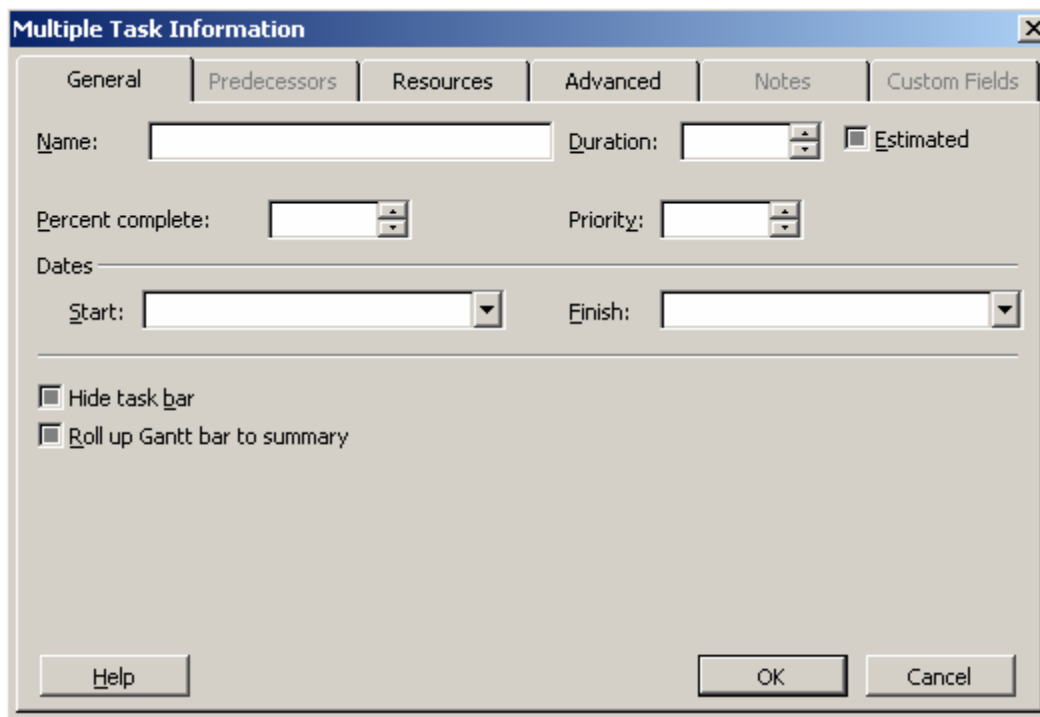 Multiple Task Information
General Predecessors Resources Advanced Notes Custom Fields
Name: Duration: Estimated
Percent complete: Priority:
Dates
Start: Finish:
Hide task bar
Roll up Gantt bar to summary
Help OK Cancel